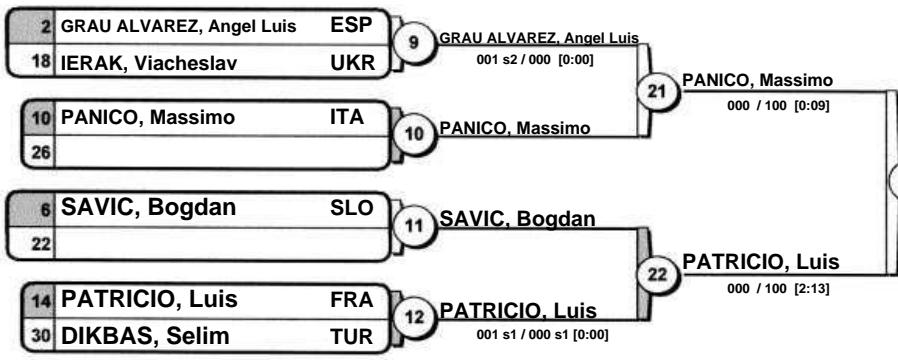 2 GRAU ALVAREZ, Angel Luis ESP
18 IERAK, Viacheslav UKR
9
GRAU ALVAREZ, Angel Luis
001 s2 / 000 [0:00]
10 PANICO, Massimo ITA
26
10
PANICO, Massimo
21
PANICO, Massimo
000 / 100 [0:09]
6 SAVIC, Bogdan SLO
22
11
SAVIC, Bogdan
14 PATRICIO, Luis FRA
30 DIKBAS, Selim TUR
12
PATRICIO, Luis
001 s1 / 000 s1 [0:00]
22
PATRICIO, Luis
000 / 100 [2:13]